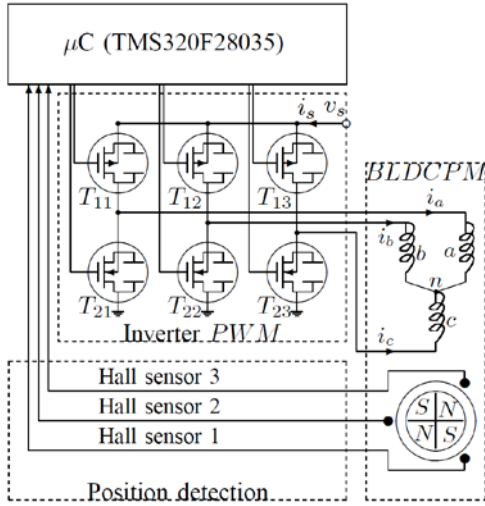 μC (TMS320F28035)
i_s v_s
T_11 T_12 T_13
BLDCPM
i_a
i_b b a
n
T_21 T_22 T_23
c
Inverter PWM
i_c
Hall sensor 3
Hall sensor 2
S N
Hall sensor 1
N S
Position detection